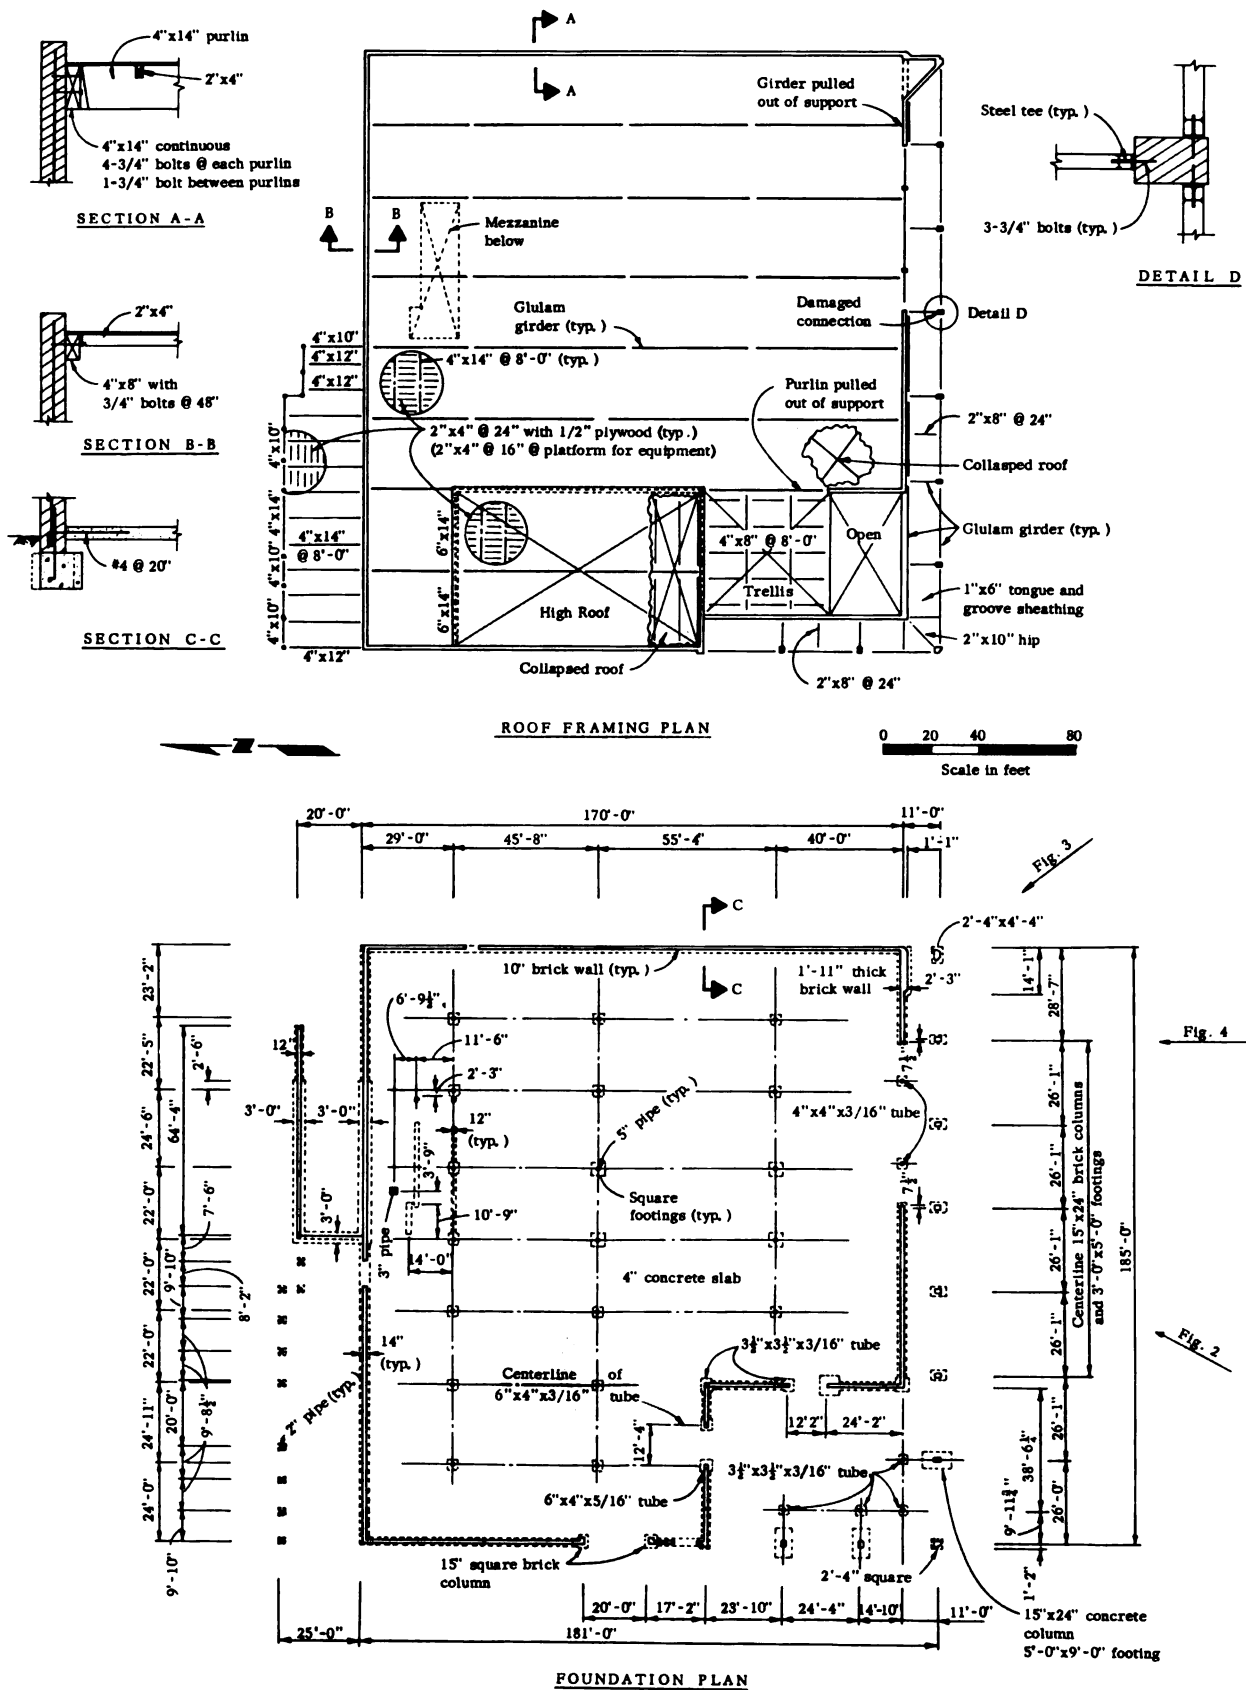 A
A
4"x14" purlin
2"x4"
4"x14" continuous
4-3/4" bolts @ each purlin
1-3/4" bolt between purlins
SECTION A-A
Girder pulled
out of support
Steel tee (typ.)
3-3/4" bolts (typ.)
DETAIL D
B
B
Mezzanine
below
2"x4"
4"x8" with
3/4" bolts @ 48"
SECTION B-B
Glulam
girder (typ.)
Damaged
connection
Detail D
4"x10"
4"x12"
4"x12"
4"x14" @ 8'-0" (typ.)
Purlin pulled
out of support
2"x8" @ 24"
4"x10"
2"x4" @ 24" with 1/2" plywood (typ.)
(2"x4" @ 16" @ platform for equipment)
Collasped roof
#4 @ 20"
SECTION C-C
4"x14"
4"x10"
4"x10"
4"x14"
@ 8'-0"
4"x12"
6"x14"
6"x14"
High Roof
4"x8" @ 8'-0"
Trellis
Open
Glulam girder (typ.)
1"x6" tongue and
groove sheathing
2"x10" hip
Collapsed roof
2"x8" @ 24"
ROOF FRAMING PLAN
N
0 20 40 80
Scale in feet
20'-0"
170'-0"
11'-0"
29'-0"
45'-8"
55'-4"
40'-0"
1'-1"
Fig. 3
C
C
2'-4"x4'-4"
10" brick wall (typ.)
1'-11" thick
brick wall
2'-3"
14'-1"
28'-7"
23'-2"
22'-5"
24'-6"
22'-0"
22'-0"
22'-0"
24'-11"
24'-0"
64'-4"
2'-6"
7'-6"
9'-10"
8'-2"
20'-0"
9'-8½"
9'-10"
12"
3'-0"
3'-0"
3'-0"
6'-9½"
11'-6"
2'-3"
12"
(typ.)
5" pipe (typ.)
3'-9"
10'-9"
14'-0"
3" pipe
Square
footings (typ.)
4" concrete slab
7½"
4"x4"x3/16" tube
7½"
Fig. 4
26'-1"
26'-1"
26'-1"
26'-1"
26'-1"
26'-0"
Centerline 15"x24" brick columns
and 3'-0"x5'-0" footings
185'-0"
Fig. 2
14"
(typ.)
2" pipe (typ.)
Centerline of
6"x4"x3/16" tube
3½"x3½"x3/16" tube
12'-4"
12'2"
24'-2"
3½"x3½"x3/16" tube
6"x4"x5/16" tube
38'-6¼"
9'-11¾"
1'-2"
15" square brick
column
2'-4" square
20'-0"
17'-2"
23'-10"
24'-4"
14'-10"
11'-0"
15"x24" concrete
column
5'-0"x9'-0" footing
25'-0"
181'-0"
FOUNDATION PLAN